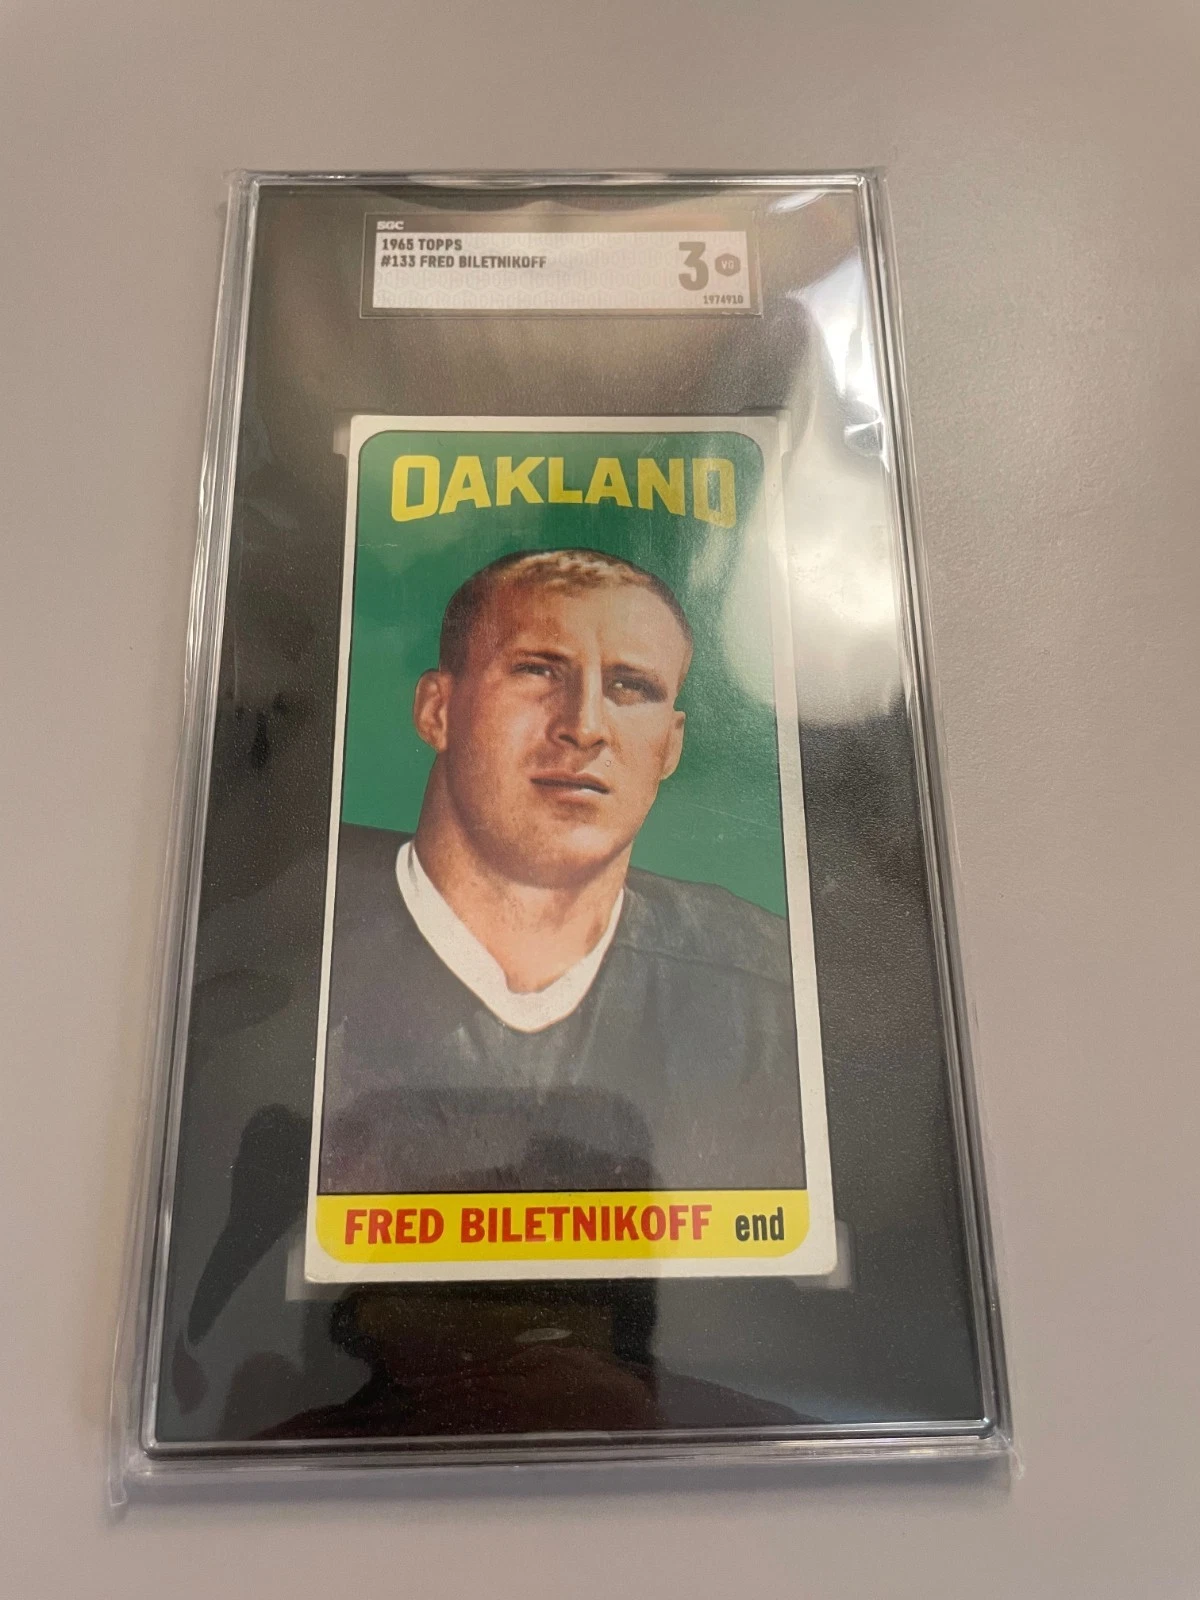 SGC
1965 TOPPS
#133 FRED BILETNIKOFF
3 VG
1974910
OAKLAND
FRED BILETNIKOFF end